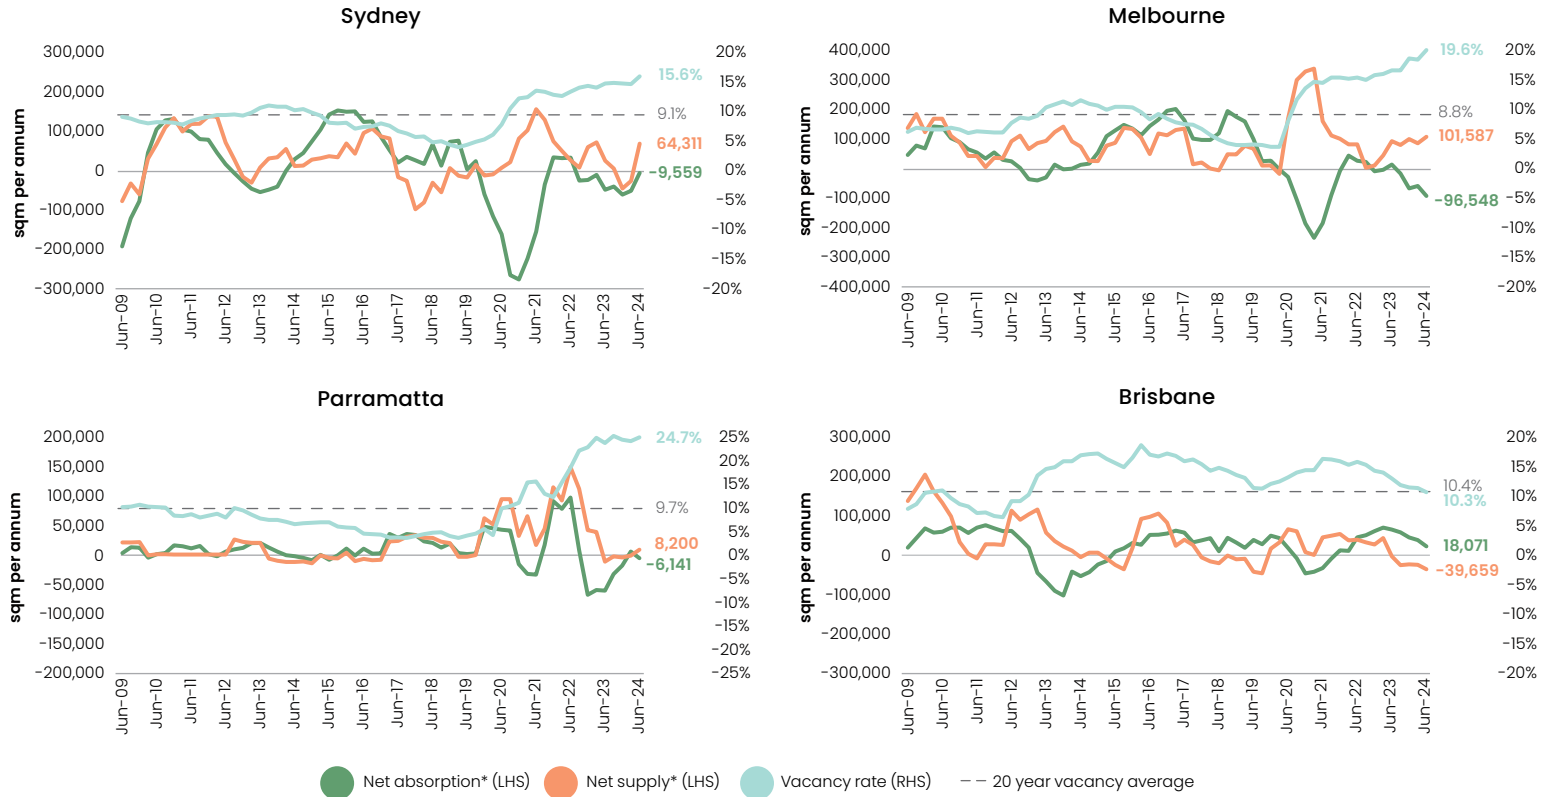 Sydney
sqm per annum
300,000
200,000
100,000
0
−100,000
−200,000
−300,000
20%
15%
10%
5%
0%
−5%
−10%
−15%
−20%
15.6%
9.1%
64,311
−9,559
Jun−09
Jun−10
Jun−11
Jun−12
Jun−13
Jun−14
Jun−15
Jun−16
Jun−17
Jun−18
Jun−19
Jun−20
Jun−21
Jun−22
Jun−23
Jun−24
Melbourne
sqm per annum
400,000
300,000
200,000
100,000
0
−100,000
−200,000
−300,000
−400,000
20%
15%
10%
5%
0%
−5%
−10%
−15%
−20%
19.6%
8.8%
101,587
−96,548
Jun−09
Jun−10
Jun−11
Jun−12
Jun−13
Jun−14
Jun−15
Jun−16
Jun−17
Jun−18
Jun−19
Jun−20
Jun−21
Jun−22
Jun−23
Jun−24
Parramatta
sqm per annum
200,000
150,000
100,000
50,000
0
−50,000
−100,000
−150,000
−200,000
25%
20%
15%
10%
5%
0%
−5%
−10%
−15%
−20%
−25%
24.7%
9.7%
8,200
−6,141
Jun−09
Jun−10
Jun−11
Jun−12
Jun−13
Jun−14
Jun−15
Jun−16
Jun−17
Jun−18
Jun−19
Jun−20
Jun−21
Jun−22
Jun−23
Jun−24
Brisbane
sqm per annum
300,000
200,000
100,000
0
−100,000
−200,000
−300,000
20%
15%
10%
5%
0%
−5%
−10%
−15%
−20%
10.4%
10.3%
18,071
−39,659
Jun−09
Jun−10
Jun−11
Jun−12
Jun−13
Jun−14
Jun−15
Jun−16
Jun−17
Jun−18
Jun−19
Jun−20
Jun−21
Jun−22
Jun−23
Jun−24
Net absorption* (LHS)
Net supply* (LHS)
Vacancy rate (RHS)
20 year vacancy average